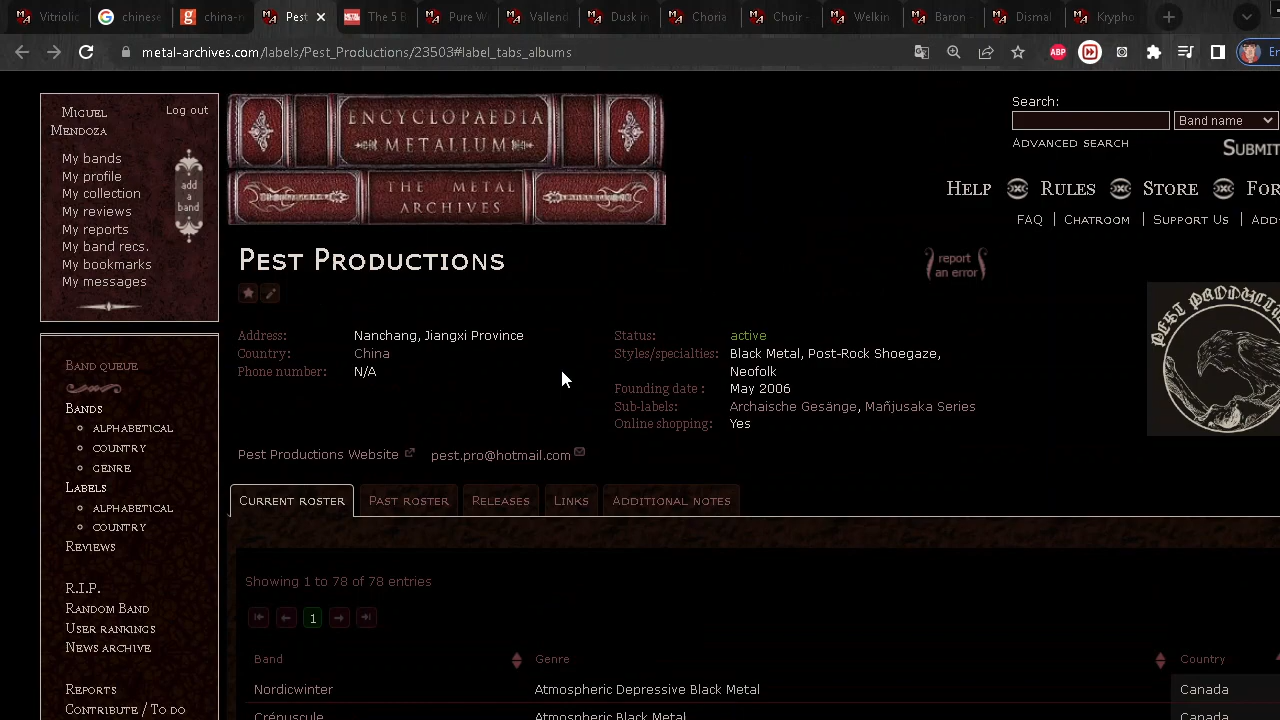 Vitriolic
chinese
china-n
Pest
The 5 B
Pure W
Vallend
Dusk in
Choria
Choir -
Welkin
Baron -
Dismal
Krypho
metal-archives.com/labels/Pest_Productions/23503#label_tabs_albums
ABP
En
Miguel Mendoza
Log out
My bands
My profile
My collection
My reviews
My reports
My band recs.
My bookmarks
My messages
add
a
band
ENCYCLOPAEDIA
METALLUM
THE METAL
ARCHIVES
Search:
Band name
Advanced search
Submit
Help
Rules
Store
For
FAQ
Chatroom
Support Us
Add-
Pest Productions
report
an error
Address: Nanchang, Jiangxi Province
Country: China
Phone number: N/A
Status: active
Styles/specialties: Black Metal, Post-Rock Shoegaze,
Neofolk
Founding date : May 2006
Sub-labels: Archaische Gesänge, Mañjusaka Series
Online shopping: Yes
PEST PRODUCTI
Pest Productions Website
pest.pro@hotmail.com
Band queue
Bands
alphabetical
country
genre
Labels
alphabetical
country
Reviews
R.I.P.
Random Band
User rankings
News archive
Reports
Contribute / To do
Current roster
Past roster
Releases
Links
Additional notes
Showing 1 to 78 of 78 entries
1
Band Genre Country
Nordicwinter Atmospheric Depressive Black Metal Canada
Crépuscule Atmospheric Black Metal Canada